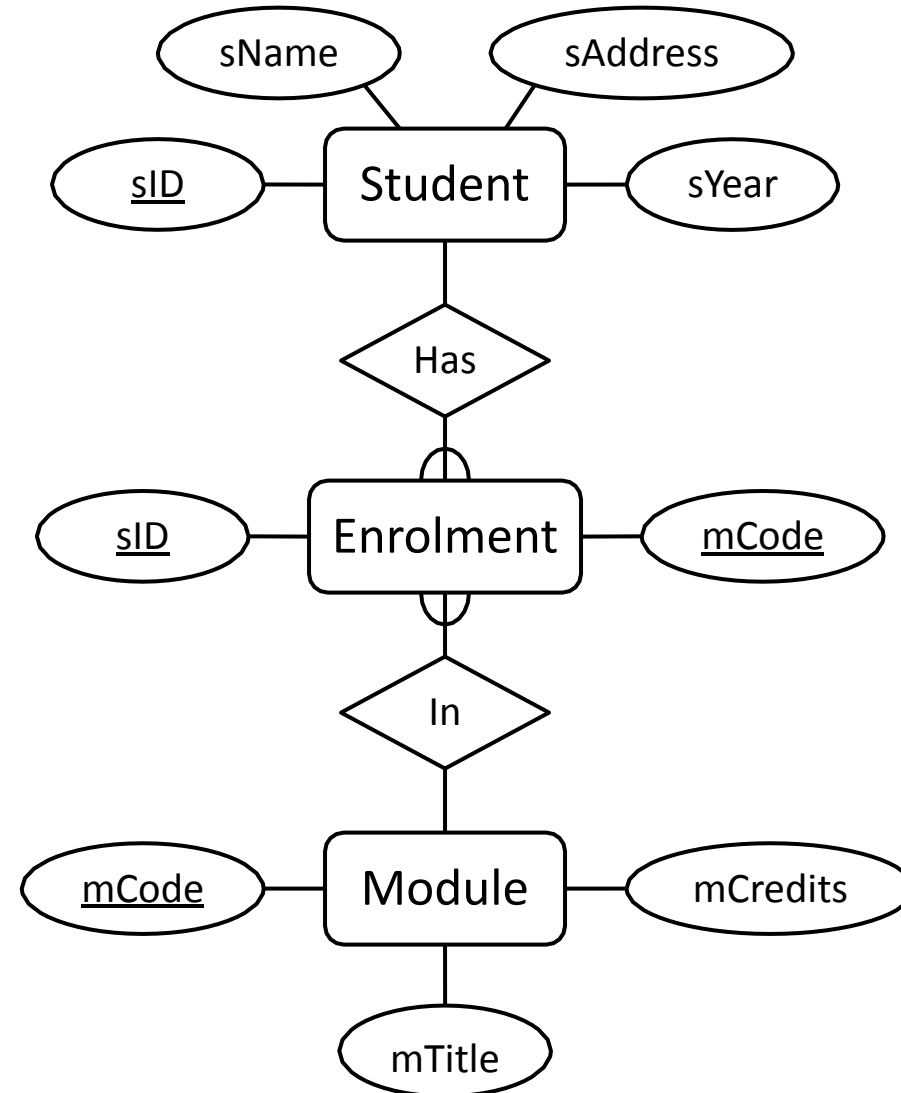 sName
sAddress
sID
Student
sYear
Has
sID
Enrolment
mCode
In
mCode
Module
mCredits
mTitle